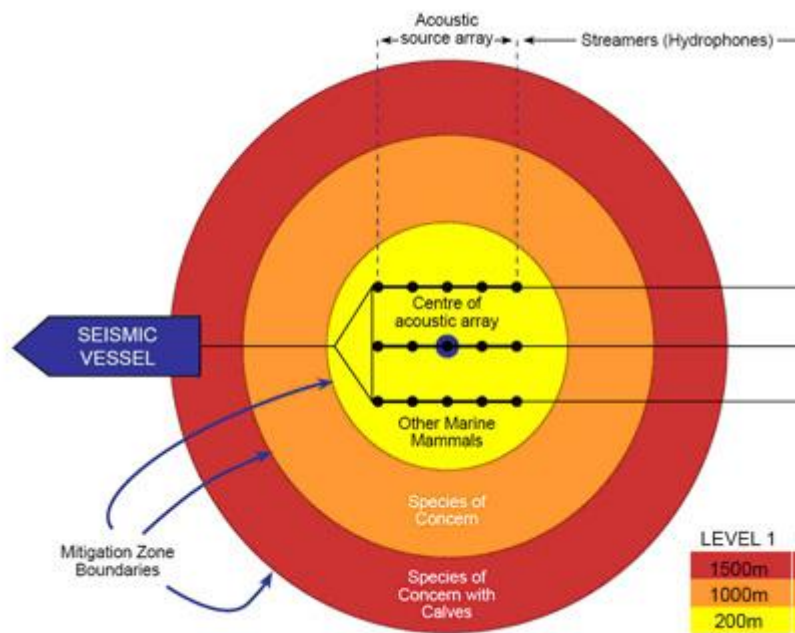 Acoustic
source array
Streamers (Hydrophones)
SEISMIC
VESSEL
Centre of
acoustic array
Other Marine
Mammals
Species of
Concern
Mitigation Zone
Boundaries
Species of
Concern with
Calves
LEVEL 1
1500m
1000m
200m